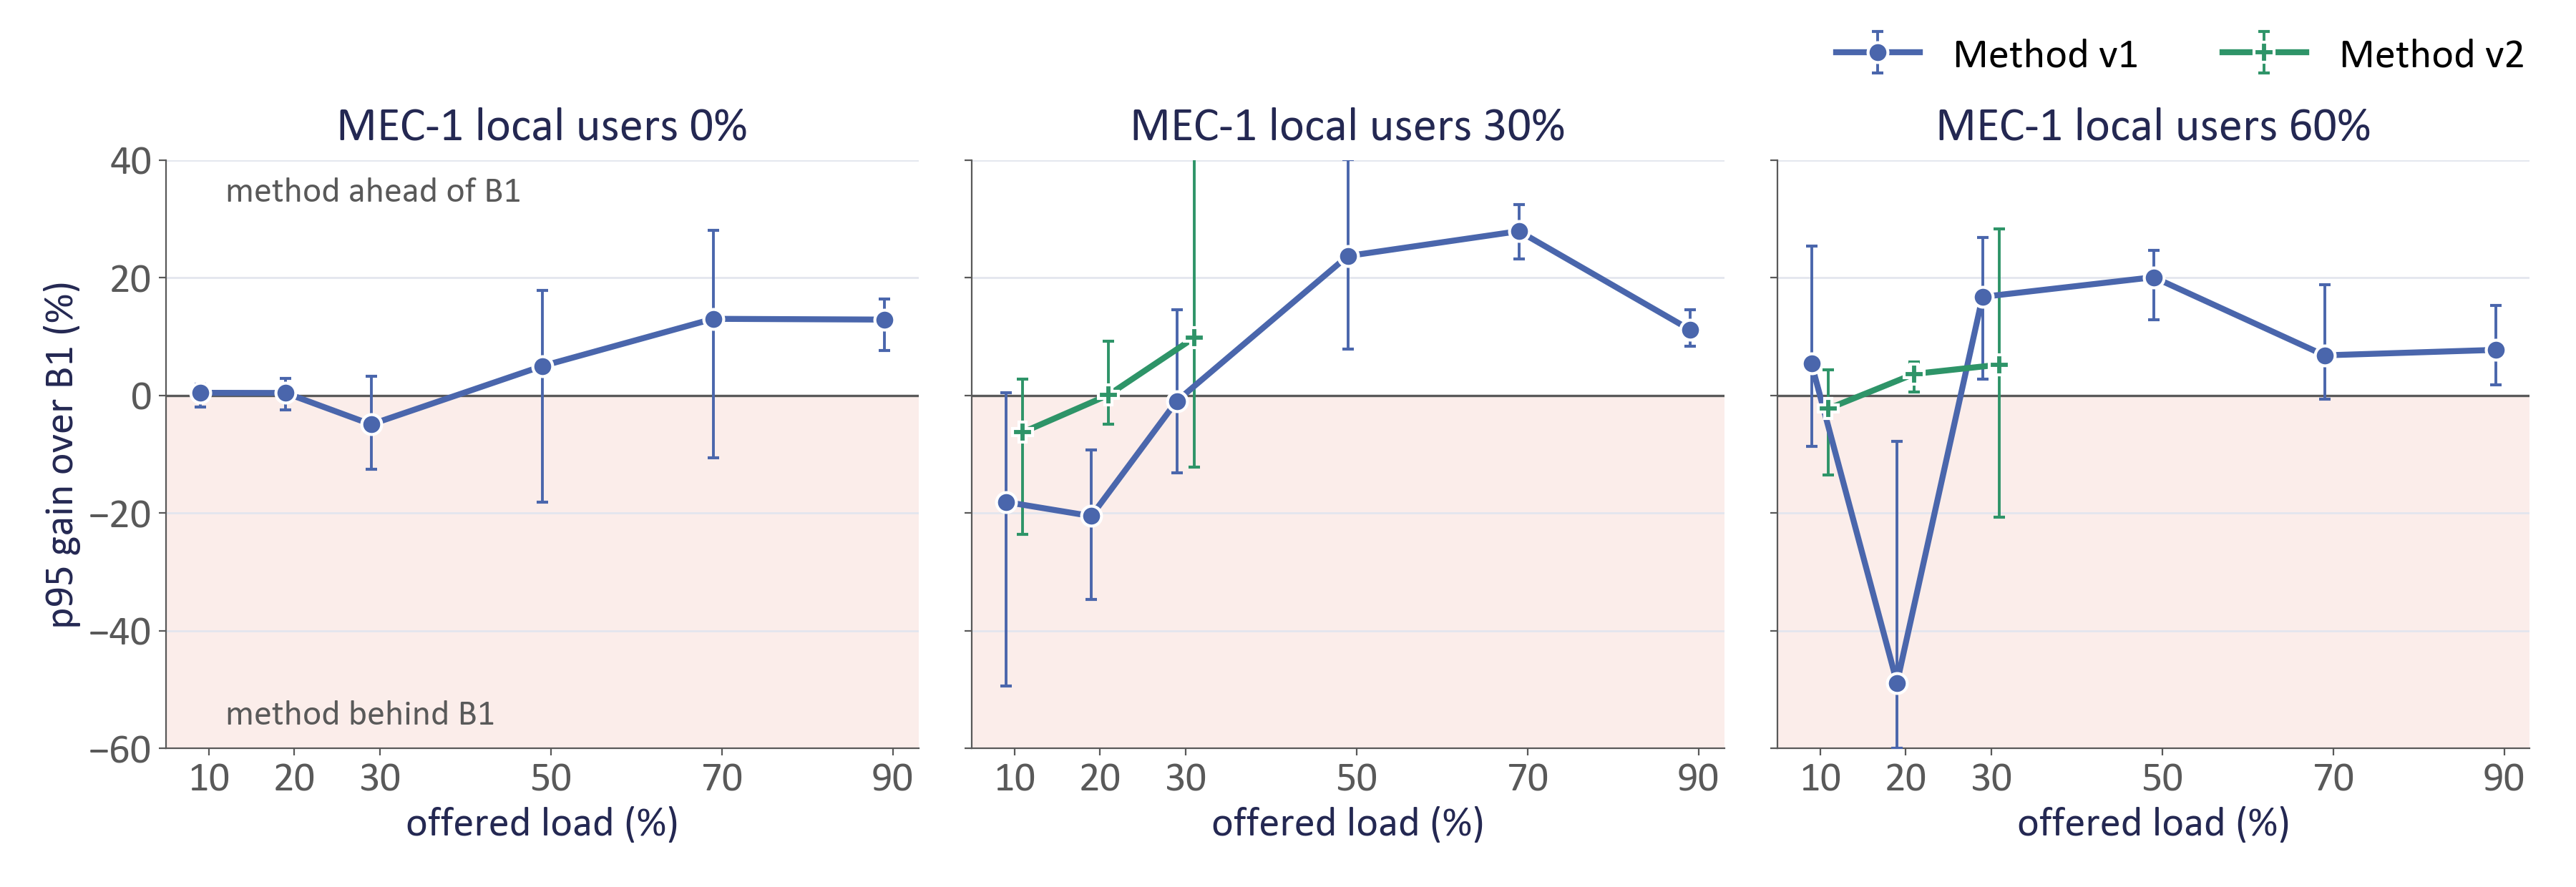 Method v1 Method v2
MEC-1 local users 0% MEC-1 local users 30% MEC-1 local users 60%
p95 gain over B1 (%)
40
20
0
−20
−40
−60
method ahead of B1
method behind B1
10 20 30 50 70 90 10 20 30 50 70 90 10 20 30 50 70 90
offered load (%) offered load (%) offered load (%)